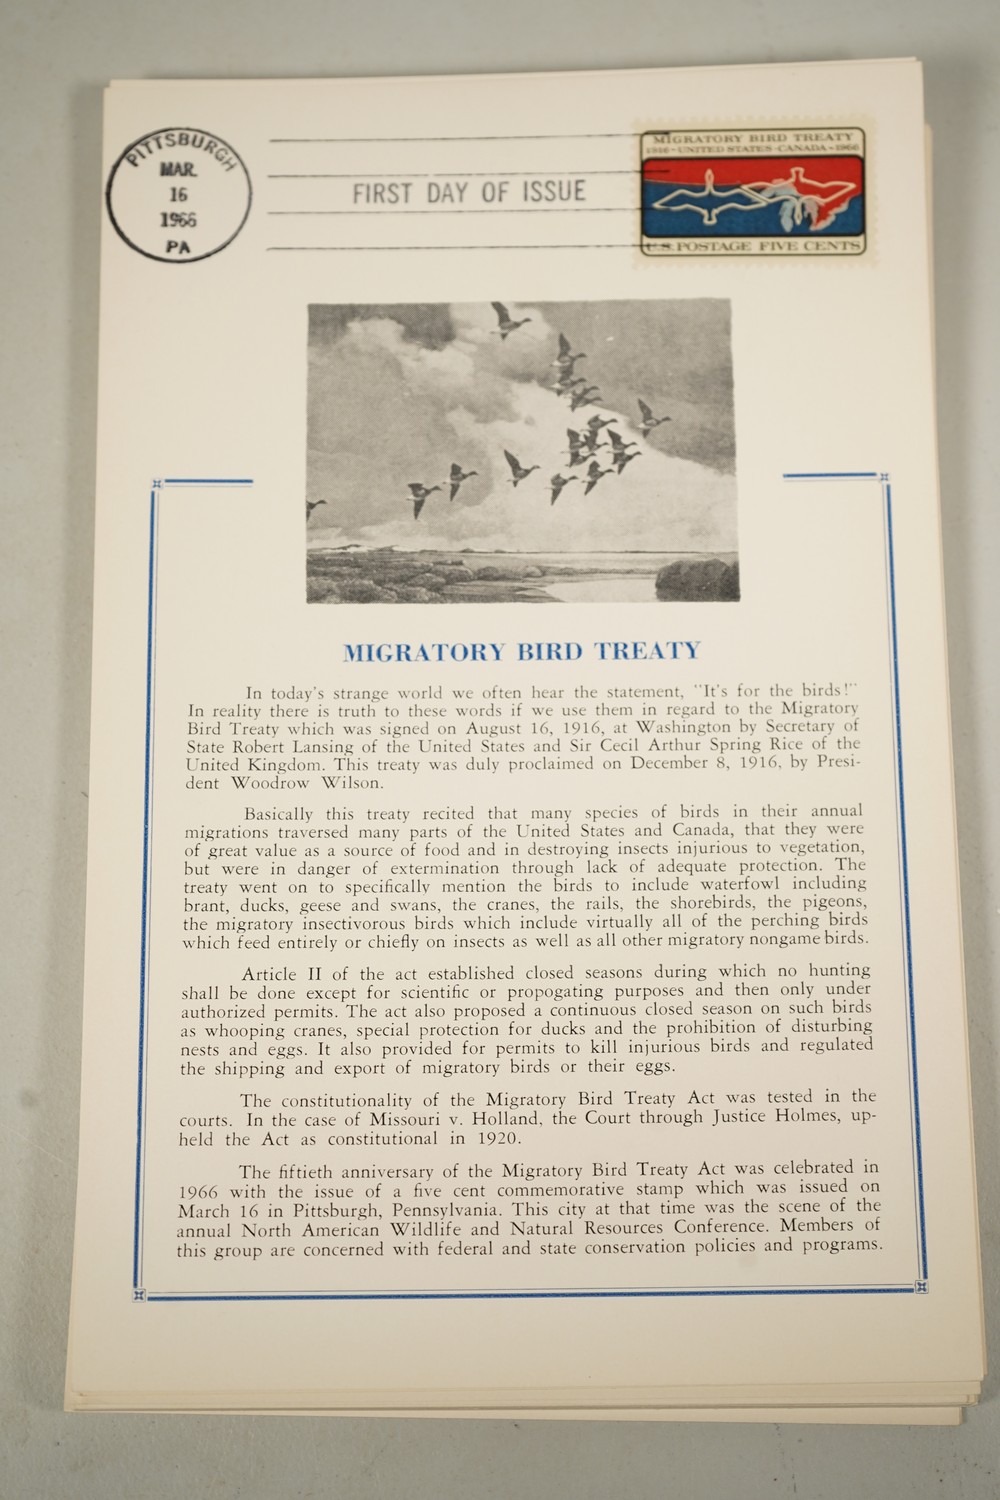 PITTSBURGH
MAR.
16
1966
PA
FIRST DAY OF ISSUE
MIGRATORY BIRD TREATY
1916-UNITED STATES-CANADA-1966
U.S. POSTAGE FIVE CENTS
MIGRATORY BIRD TREATY
In today's strange world we often hear the statement, "It's for the birds!"
In reality there is truth to these words if we use them in regard to the Migratory
Bird Treaty which was signed on August 16, 1916, at Washington by Secretary of
State Robert Lansing of the United States and Sir Cecil Arthur Spring Rice of the
United Kingdom. This treaty was duly proclaimed on December 8, 1916, by Presi-
dent Woodrow Wilson.
Basically this treaty recited that many species of birds in their annual
migrations traversed many parts of the United States and Canada, that they were
of great value as a source of food and in destroying insects injurious to vegetation,
but were in danger of extermination through lack of adequate protection. The
treaty went on to specifically mention the birds to include waterfowl including
brant, ducks, geese and swans, the cranes, the rails, the shorebirds, the pigeons,
the migratory insectivorous birds which include virtually all of the perching birds
which feed entirely or chiefly on insects as well as all other migratory nongame birds.
Article II of the act established closed seasons during which no hunting
shall be done except for scientific or propogating purposes and then only under
authorized permits. The act also proposed a continuous closed season on such birds
as whooping cranes, special protection for ducks and the prohibition of disturbing
nests and eggs. It also provided for permits to kill injurious birds and regulated
the shipping and export of migratory birds or their eggs.
The constitutionality of the Migratory Bird Treaty Act was tested in the
courts. In the case of Missouri v. Holland, the Court through Justice Holmes, up-
held the Act as constitutional in 1920.
The fiftieth anniversary of the Migratory Bird Treaty Act was celebrated in
1966 with the issue of a five cent commemorative stamp which was issued on
March 16 in Pittsburgh, Pennsylvania. This city at that time was the scene of the
annual North American Wildlife and Natural Resources Conference. Members of
this group are concerned with federal and state conservation policies and programs.